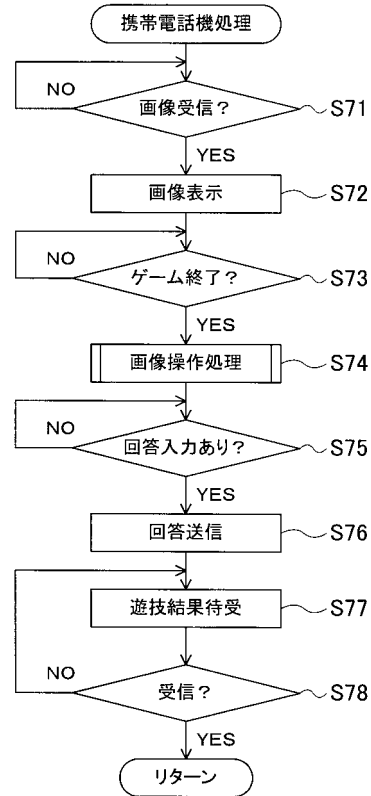 携帯電話機処理
NO
画像受信?
S71
YES
画像表示
S72
NO
ゲーム終了?
S73
YES
画像操作処理
S74
NO
回答入力あり?
S75
YES
回答送信
S76
遊技結果待受
S77
NO
受信?
S78
YES
リターン